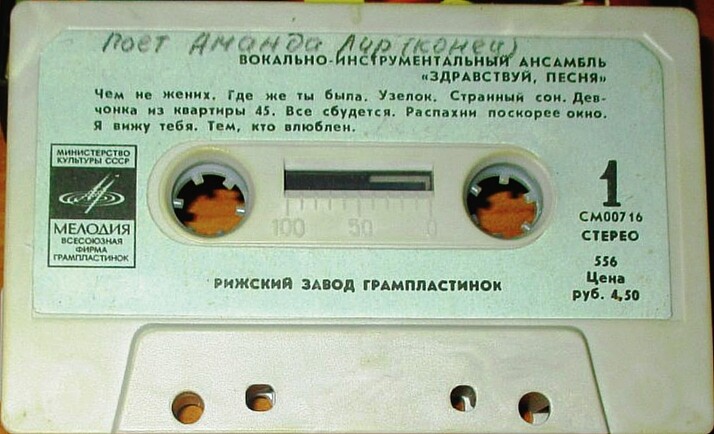 поет Аманда Лир (конец)
ВОКАЛЬНО-ИНСТРУМЕНТАЛЬНЫЙ АНСАМБЛЬ
«ЗДРАВСТВУЙ, ПЕСНЯ»
Чем не жених. Где же ты была. Узелок. Странный сон. Дев-
чонка из квартиры 45. Все сбудется. Распахни поскорее окно.
Я вижу тебя. Тем, кто влюблен.
МИНИСТЕРСТВО
КУЛЬТУРЫ СССР
МЕЛОДИЯ
ВСЕСОЮЗНАЯ
ФИРМА
ГРАМПЛАСТИНОК
100 50 0
1
СМ00716
СТЕРЕО
556
Цена
руб. 4,50
РИЖСКИЙ ЗАВОД ГРАМПЛАСТИНОК